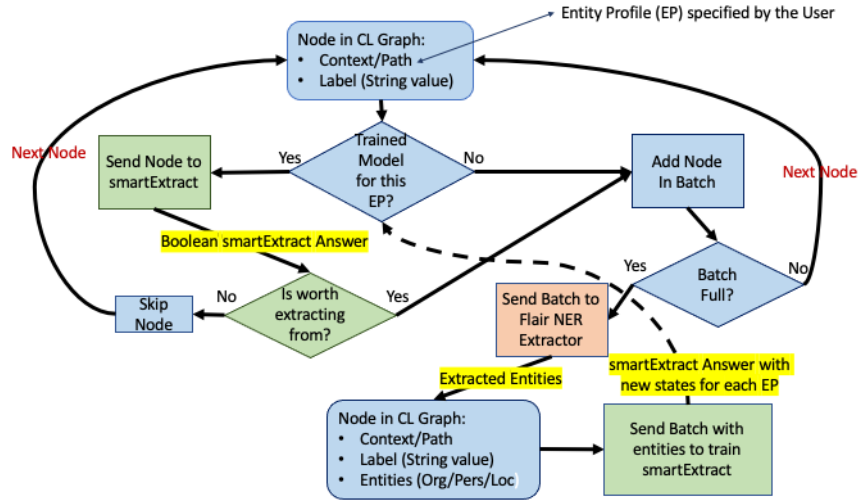 Entity Profile (EP) specified by the User
Node in CL Graph:
• Context/Path
• Label (String value)
Next Node
Send Node to
smartExtract
Yes
Trained
Model
for this
EP?
No
Add Node
In Batch
Next Node
Boolean smartExtract Answer
Skip
Node
No
Is worth
extracting
from?
Yes
Send Batch to
Flair NER
Extractor
Yes
Batch
Full?
No
Extracted Entities
smartExtract Answer with
new states for each EP
Node in CL Graph:
• Context/Path
• Label (String value)
• Entities (Org/Pers/Loc)
Send Batch with
entities to train
smartExtract